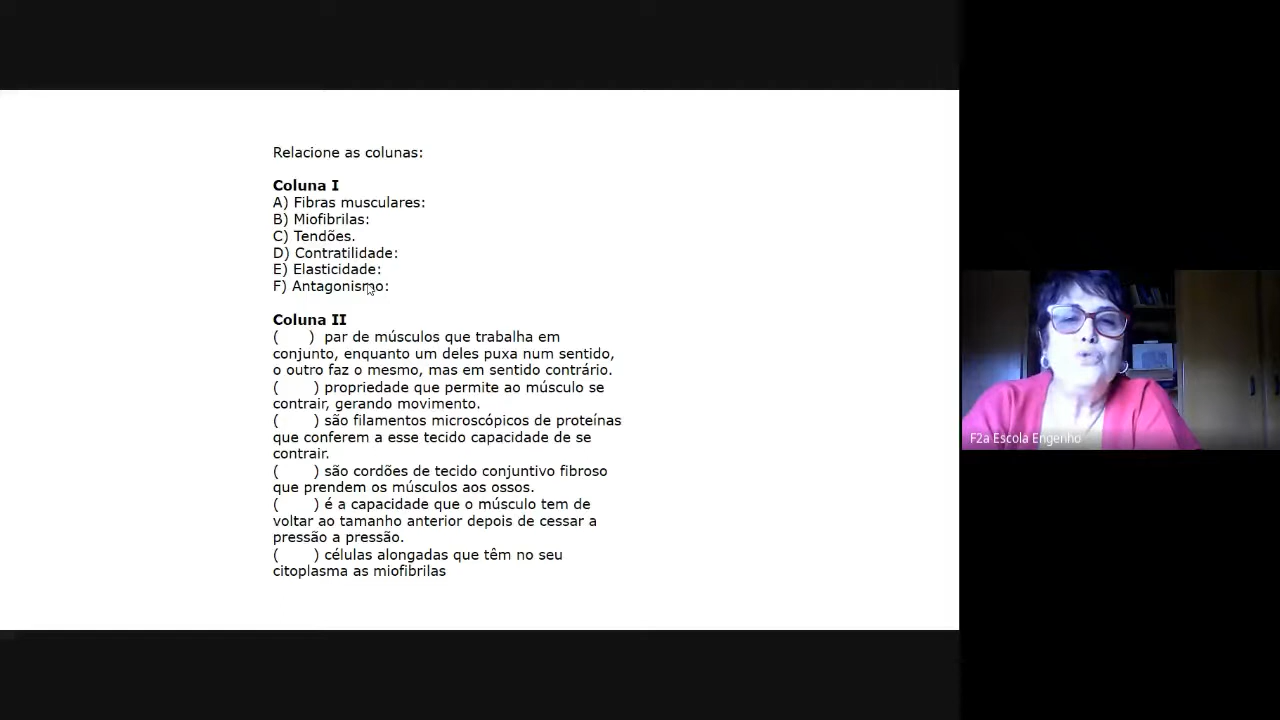 Relacione as colunas:
Coluna I
A) Fibras musculares:
B) Miofibrilas:
C) Tendões.
D) Contratilidade:
E) Elasticidade:
F) Antagonismo:
Coluna II
(      )  par de músculos que trabalha em
conjunto, enquanto um deles puxa num sentido,
o outro faz o mesmo, mas em sentido contrário.
(       ) propriedade que permite ao músculo se
contrair, gerando movimento.
(       ) são filamentos microscópicos de proteínas
que conferem a esse tecido capacidade de se
contrair.
(       ) são cordões de tecido conjuntivo fibroso
que prendem os músculos aos ossos.
(       ) é a capacidade que o músculo tem de
voltar ao tamanho anterior depois de cessar a
pressão a pressão.
(       ) células alongadas que têm no seu
citoplasma as miofibrilas
F2a Escola Engenho